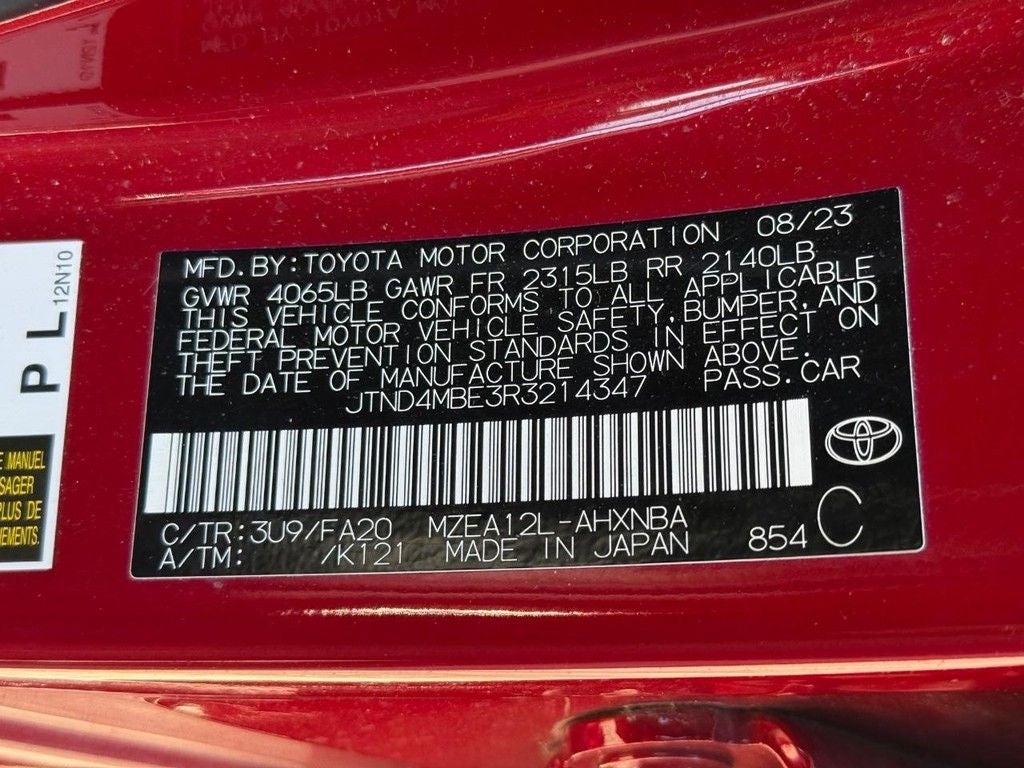 MFD.BY:TOYOTA MOTOR CORPORATION 08/23
GVWR 4065LB GAWR FR 2315LB RR 2140LB
THIS VEHICLE CONFORMS TO ALL APPLICABLE
FEDERAL MOTOR VEHICLE SAFETY,BUMPER,AND
THEFT PREVENTION STANDARDS IN EFFECT ON
THE DATE OF MANUFACTURE SHOWN ABOVE.
JTND4MBE3R3214347 PASS.CAR
C/TR:3U9/FA20 MZEA12L-AHXNBA
A/TM: /K121 MADE IN JAPAN 854 C
P L 12N10
MANUEL
SAGER
PLUS DE